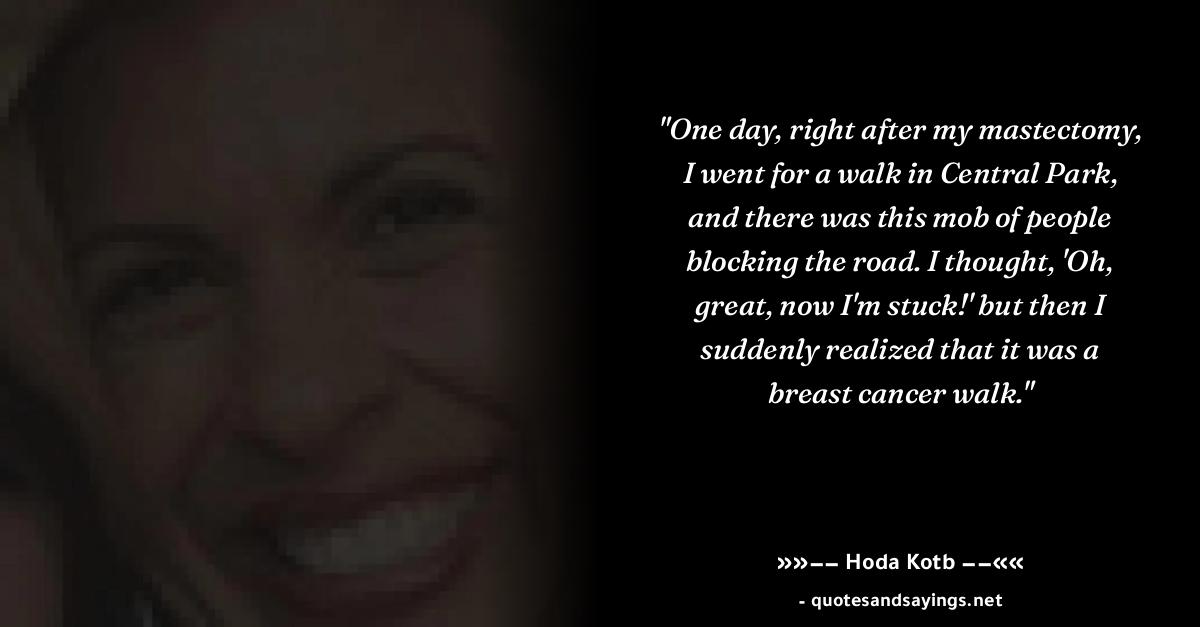 "One day, right after my mastectomy,
I went for a walk in Central Park,
and there was this mob of people
blocking the road. I thought, 'Oh,
great, now I'm stuck!' but then I
suddenly realized that it was a
breast cancer walk."
»»—— Hoda Kotb ——««
- quotesandsayings.net